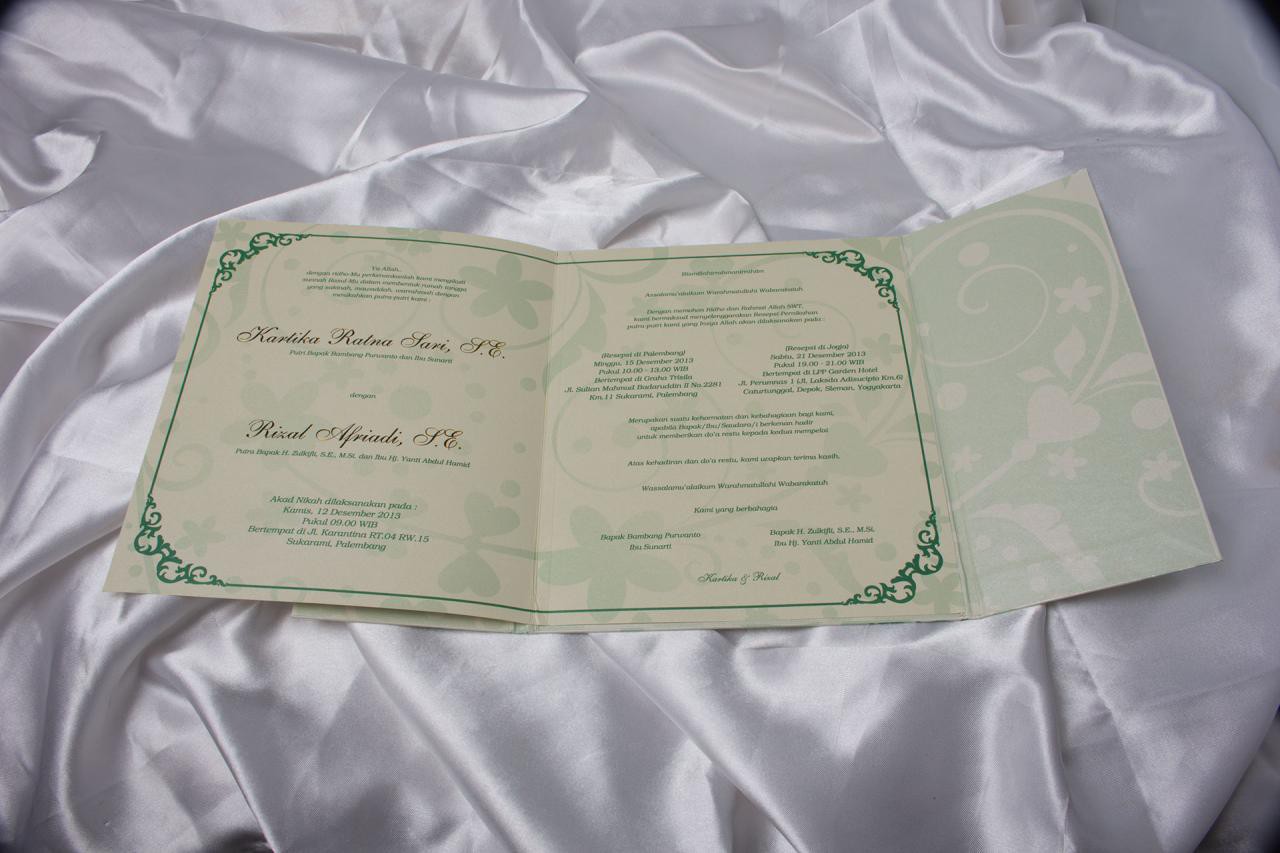 Ya Allah..
dengan ridho-Mu perkenankanlah kami mengikuti
sunnah Rasul-Mu dalam membentuk rumah tangga
yang sakinah, mawaddah, warrahmah dengan
menikahkan putra-putri kami :
Kartika Ratna Sari, S.E.
Putri Bapak Bambang Purwanto dan Ibu Sunarti
dengan
Rizal Afriadi, S.E.
Putra Bapak H. Zulkifli, S.E., M.Si. dan Ibu Hj. Yanti Abdul Hamid
Akad Nikah dilaksanakan pada :
Kamis, 12 Desember 2013
Pukul 09.00 WIB
Bertempat di Jl. Karantina RT.04 RW.15
Sukarami, Palembang
Bismillahirrahmanirrahim
Assalamu'alaikum Warahmatullahi Wabarakatuh
Dengan memohon Ridho dan Rahmat Allah SWT.
kami bermaksud menyelenggarakan Resepsi Pernikahan
putra-putri kami yang Insya Allah akan dilaksanakan pada :
(Resepsi di Palembang)
Minggu, 15 Desember 2013
Pukul 10.00 - 13.00 WIB
Bertempat di Graha Trisila
Jl. Sultan Mahmud Badaruddin II No.2281
Km.11 Sukarami, Palembang
(Resepsi di Jogja)
Sabtu, 21 Desember 2013
Pukul 19.00 - 21.00 WIB
Bertempat di LPP Garden Hotel
Jl. Perumnas 1 (Jl. Laksda Adisucipto Km.6)
Caturtunggal, Depok, Sleman, Yogyakarta
Merupakan suatu kehormatan dan kebahagiaan bagi kami,
apabila Bapak/Ibu/Saudara/i berkenan hadir
untuk memberikan do'a restu kepada kedua mempelai
Atas kehadiran dan do'a restu, kami ucapkan terima kasih.
Wassalamu'alaikum Warahmatullahi Wabarakatuh
Kami yang berbahagia
Bapak Bambang Purwanto
Ibu Sunarti
Bapak H. Zulkifli, S.E., M.Si.
Ibu Hj. Yanti Abdul Hamid
Kartika & Rizal